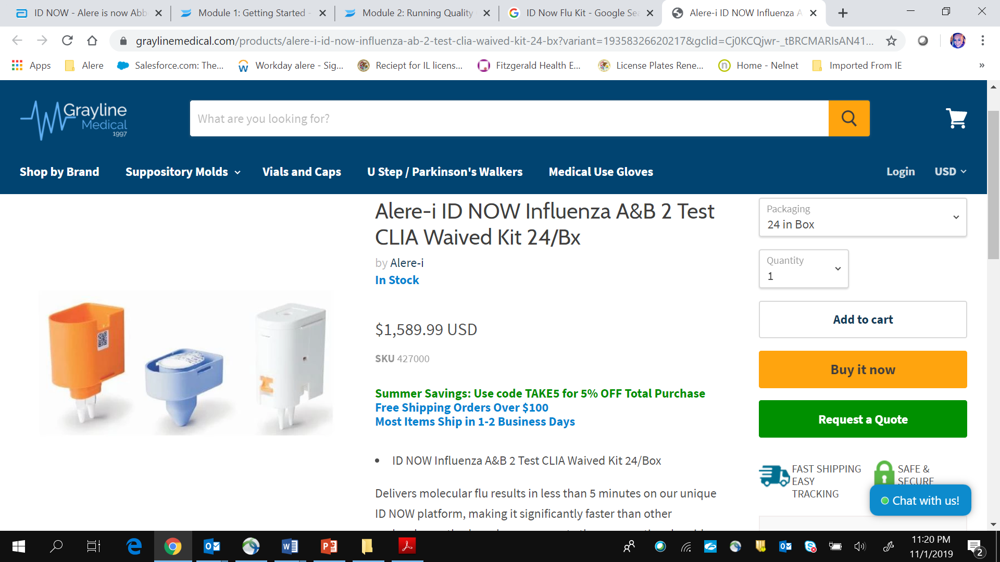 ID NOW - Alere is now Abb
Module 1: Getting Started -
Module 2: Running Quality
ID Now Flu Kit - Google Sea
Alere-i ID NOW Influenza A
graylinemedical.com/products/alere-i-id-now-influenza-ab-2-test-clia-waived-kit-24-bx?variant=19358326620217&gclid=Cj0KCQjwr-_tBRCMARIsAN41...
Apps
Alere
Salesforce.com: The...
Workday alere - Sig...
Reciept for IL licens...
Fitzgerald Health E...
License Plates Rene...
Home - Nelnet
Imported From IE
»
Grayline
Medical
1997
What are you looking for?
Shop by Brand
Suppository Molds
Vials and Caps
U Step / Parkinson's Walkers
Medical Use Gloves
Login
USD
Alere-i ID NOW Influenza A&B 2 Test
CLIA Waived Kit 24/Bx
by Alere-i
In Stock
$1,589.99 USD
SKU 427000
Summer Savings: Use code TAKE5 for 5% OFF Total Purchase
Free Shipping Orders Over $100
Most Items Ship in 1-2 Business Days
• ID NOW Influenza A&B 2 Test CLIA Waived Kit 24/Box
Delivers molecular flu results in less than 5 minutes on our unique
ID NOW platform, making it significantly faster than other
Packaging
24 in Box
Quantity
1
Add to cart
Buy it now
Request a Quote
FAST SHIPPING
EASY
TRACKING
SAFE &
SECURE
Chat with us!
11:20 PM
11/1/2019
2